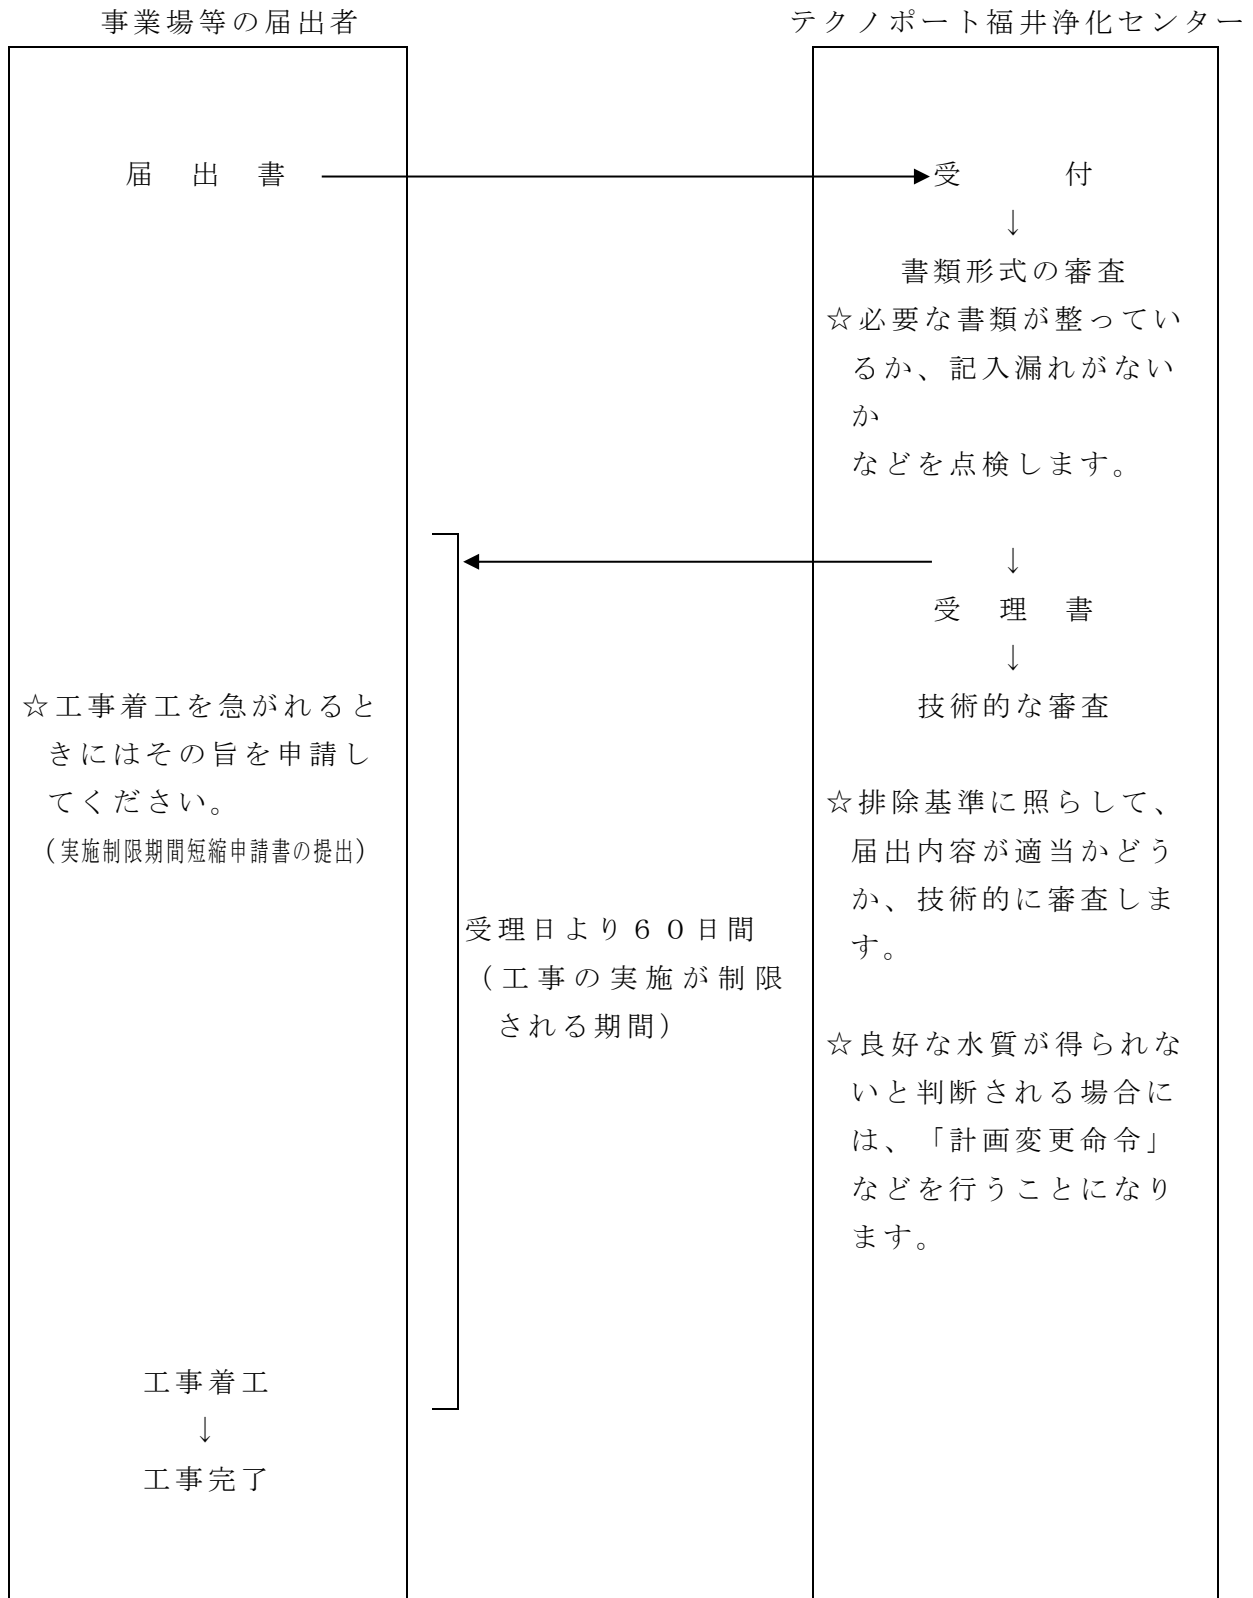 事業場等の届出者
テクノポート福井浄化センター
届　出　書
受　　　付
↓
書類形式の審査
☆必要な書類が整ってい
るか、記入漏れがない
か
などを点検します。
↓
受　理　書
↓
技術的な審査
☆工事着工を急がれると
きにはその旨を申請し
てください。
（実施制限期間短縮申請書の提出）
受理日より６０日間
（工事の実施が制限
される期間）
☆排除基準に照らして、
届出内容が適当かどう
か、技術的に審査しま
す。
☆良好な水質が得られな
いと判断される場合に
は、「計画変更命令」
などを行うことになり
ます。
工事着工
↓
工事完了